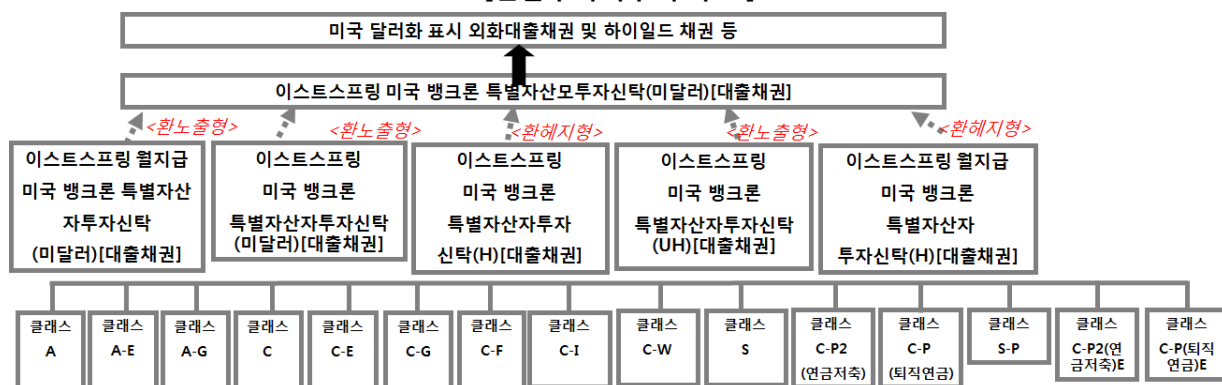 미국 달러화 표시 외화대출채권 및 하이일드 채권 등
이스트스프링 미국 뱅크론 특별자산모투자신탁(미달러)[대출채권]
<환노출형>
<환노출형>
<환헤지형>
<환노출형>
<환헤지형>
이스트스프링 월지급
미국 뱅크론 특별자산
자투자신탁
(미달러)[대출채권]
이스트스프링
미국 뱅크론
특별자산자투자신탁
(미달러)[대출채권]
이스트스프링
미국 뱅크론
특별자산자투자
신탁(H)[대출채권]
이스트스프링
미국 뱅크론
특별자산자투자신탁
(UH)[대출채권]
이스트스프링 월지급
미국 뱅크론
특별자산자
투자신탁(H)[대출채권]
클래스
A
클래스
A-E
클래스
A-G
클래스
C
클래스
C-E
클래스
C-G
클래스
C-F
클래스
C-I
클래스
C-W
클래스
S
클래스
C-P2
(연금저축)
클래스
C-P
(퇴직연금)
클래스
S-P
클래스
C-P2(연
금저축)E
클래스
C-P(퇴직
연금)E